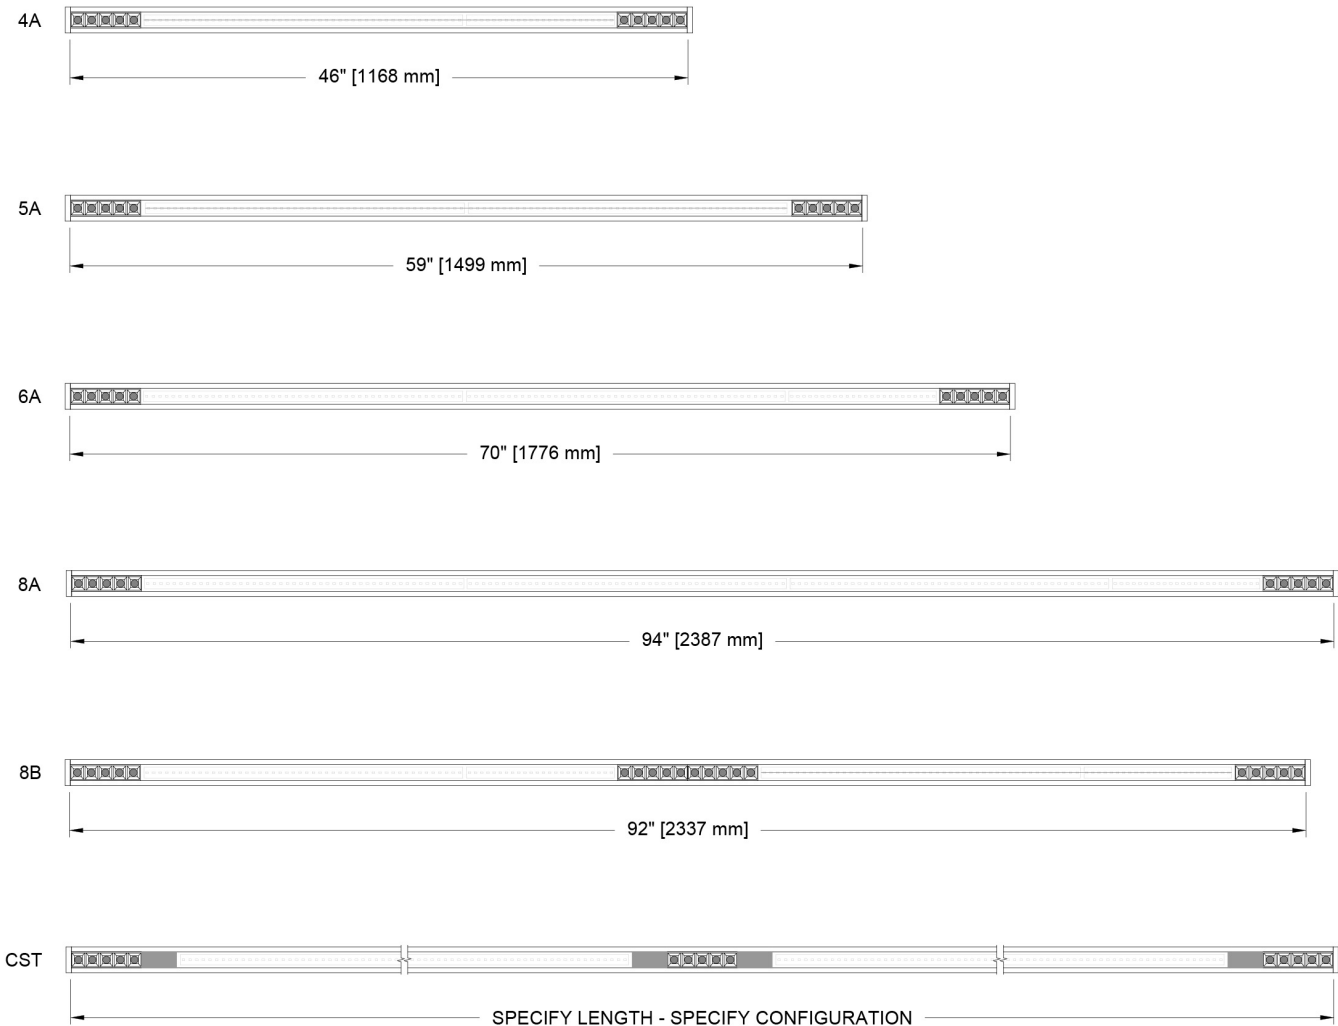 4A
46" [1168 mm]
5A
59" [1499 mm]
6A
70" [1776 mm]
8A
94" [2387 mm]
8B
92" [2337 mm]
CST
SPECIFY LENGTH - SPECIFY CONFIGURATION